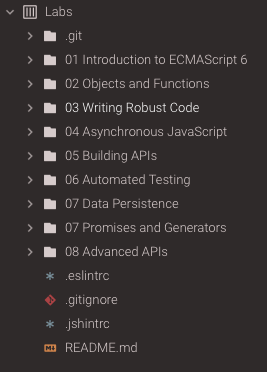 Labs
.git
01 Introduction to ECMAScript 6
02 Objects and Functions
03 Writing Robust Code
04 Asynchronous JavaScript
05 Building APIs
06 Automated Testing
07 Data Persistence
07 Promises and Generators
08 Advanced APIs
.eslintrc
.gitignore
.jshintrc
README.md